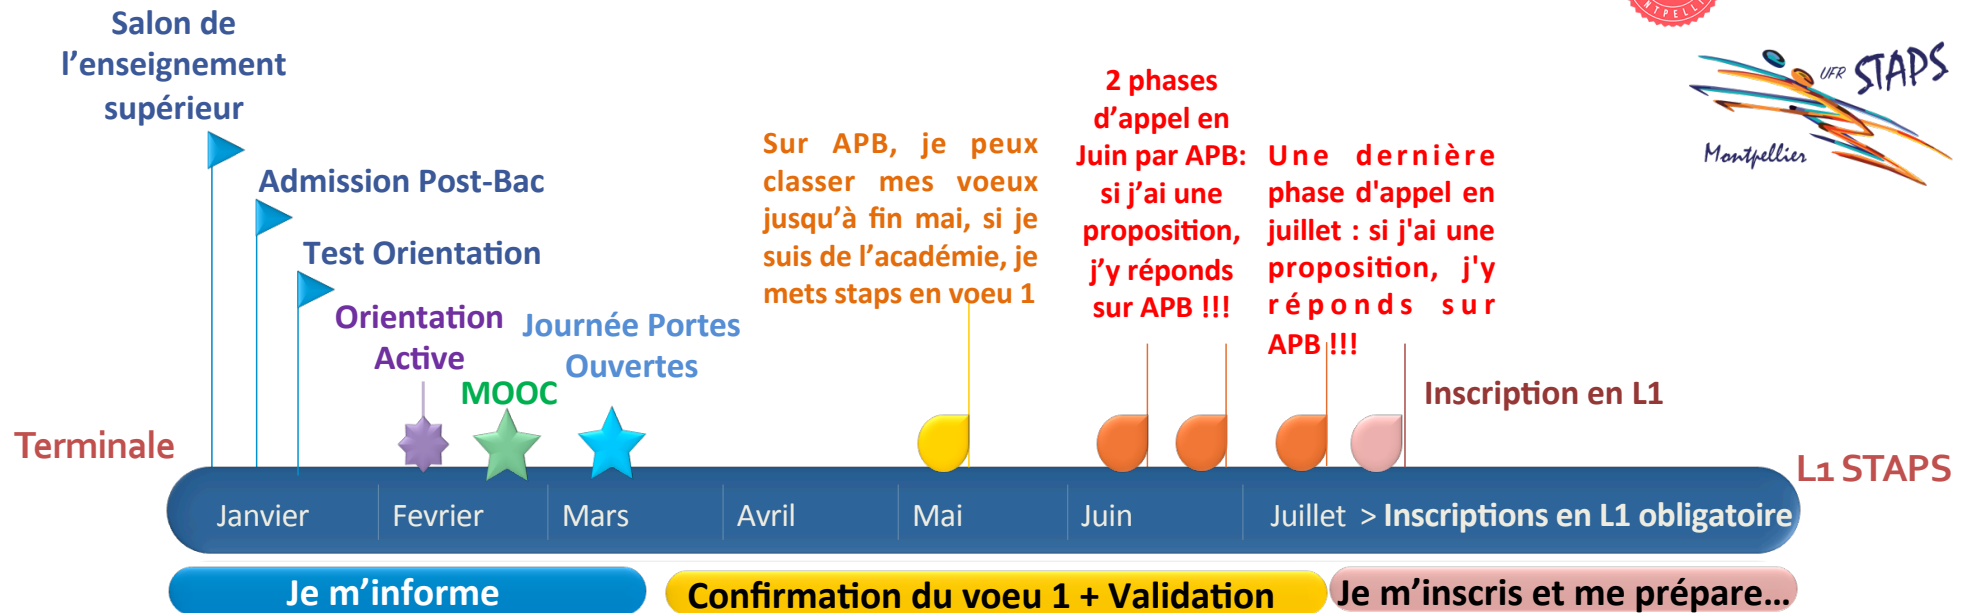 Salon de
l'enseignement
supérieur
Admission Post-Bac
Test Orientation
Orientation
Active
MOOC
Journée Portes
Ouvertes
Sur APB, je peux
classer mes voeux
jusqu'à fin mai, si je
suis de l'académie, je
mets staps en voeu 1
2 phases
d'appel en
Juin par APB:
si j'ai une
proposition,
j'y réponds
sur APB !!!
Une dernière
phase d'appel en
juillet : si j'ai une
proposition, j'y
réponds sur
APB !!!
Inscription en L1
UFR STAPS
Montpellier
Terminale
L1 STAPS
Janvier
Fevrier
Mars
Avril
Mai
Juin
Juillet > Inscriptions en L1 obligatoire
Je m'informe
Confirmation du voeu 1 + Validation
Je m'inscris et me prépare...